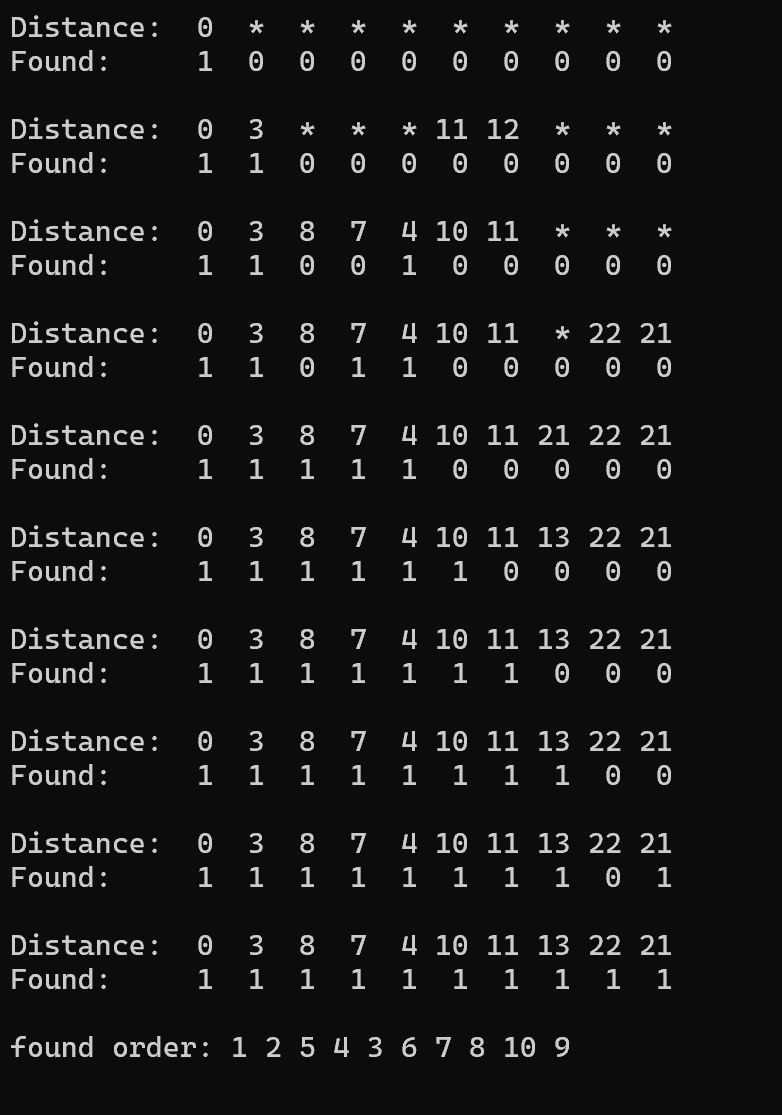 Distance:  0  *  *  *  *  *  *  *  *  *
Found:     1  0  0  0  0  0  0  0  0  0
Distance:  0  3  *  *  * 11 12  *  *  *
Found:     1  1  0  0  0  0  0  0  0  0
Distance:  0  3  8  7  4 10 11  *  *  *
Found:     1  1  0  0  1  0  0  0  0  0
Distance:  0  3  8  7  4 10 11  * 22 21
Found:     1  1  0  1  1  0  0  0  0  0
Distance:  0  3  8  7  4 10 11 21 22 21
Found:     1  1  1  1  1  0  0  0  0  0
Distance:  0  3  8  7  4 10 11 13 22 21
Found:     1  1  1  1  1  1  0  0  0  0
Distance:  0  3  8  7  4 10 11 13 22 21
Found:     1  1  1  1  1  1  1  0  0  0
Distance:  0  3  8  7  4 10 11 13 22 21
Found:     1  1  1  1  1  1  1  1  0  0
Distance:  0  3  8  7  4 10 11 13 22 21
Found:     1  1  1  1  1  1  1  1  0  1
Distance:  0  3  8  7  4 10 11 13 22 21
Found:     1  1  1  1  1  1  1  1  1  1
found order: 1 2 5 4 3 6 7 8 10 9